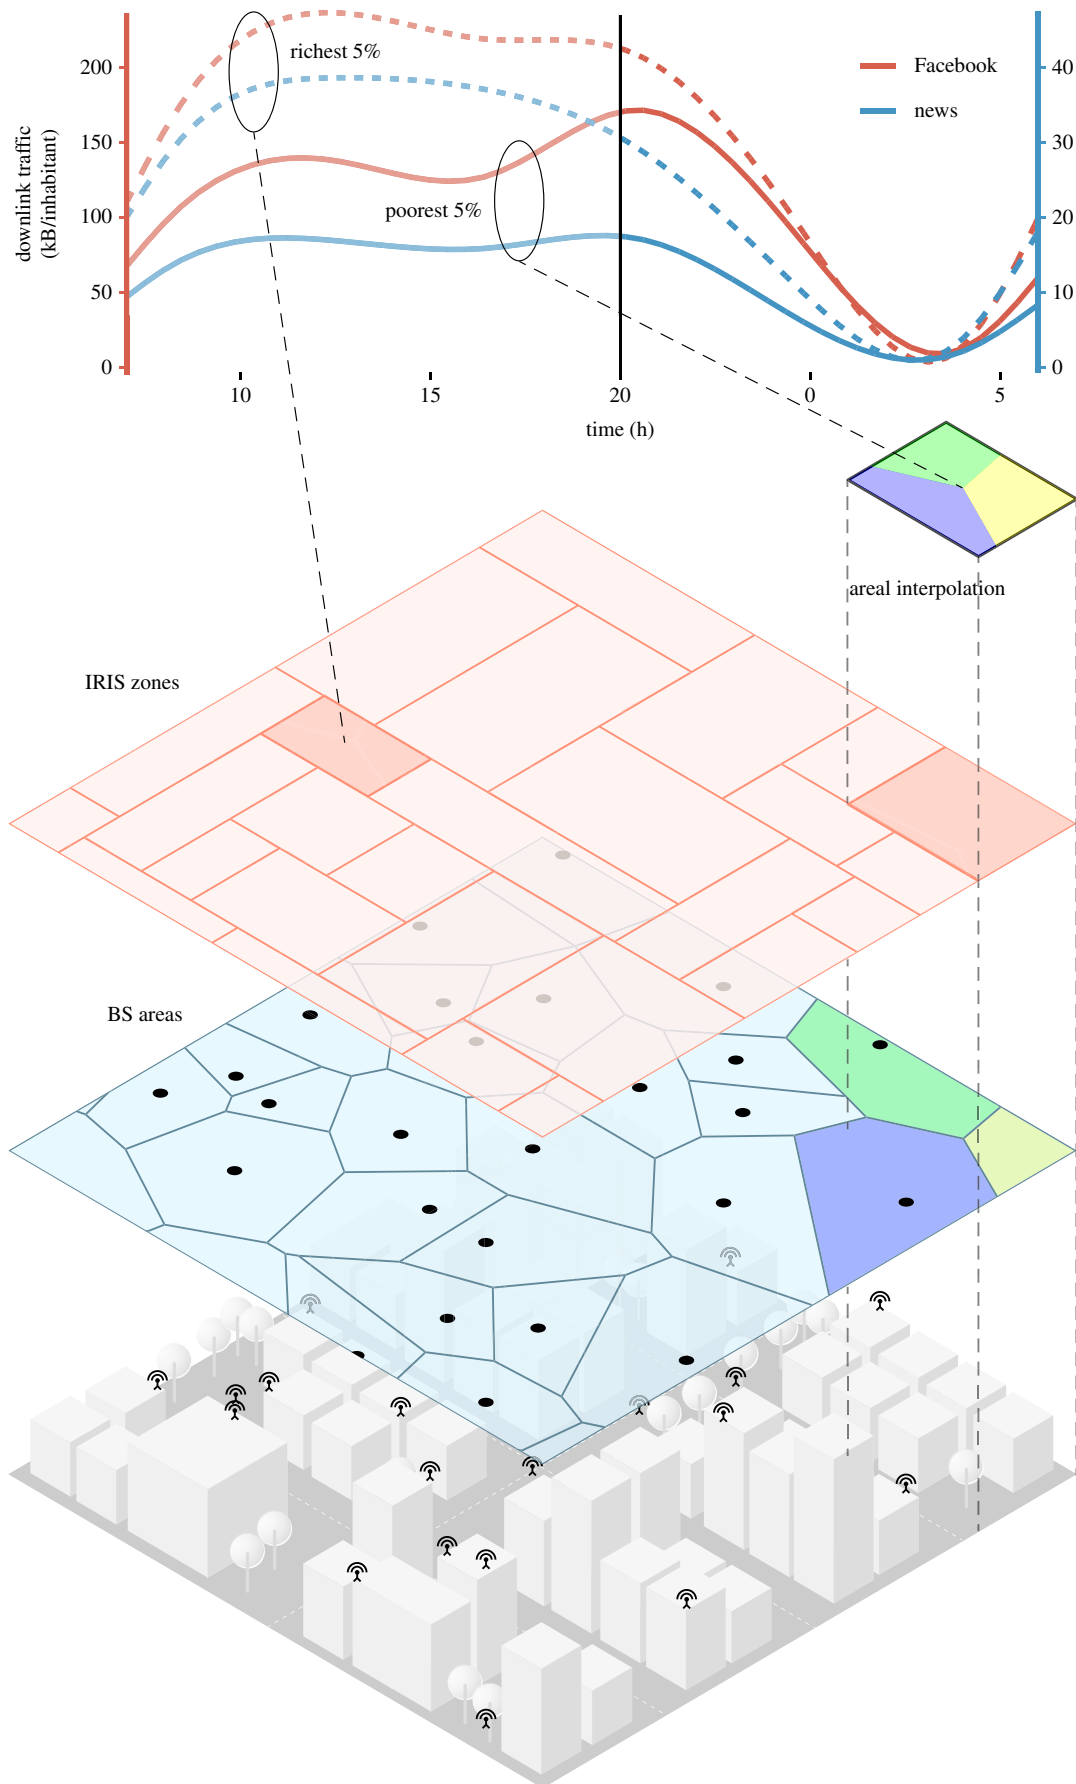 richest 5%
Facebook
news
poorest 5%
downlink traffic
(kB/inhabitant)
200
150
100
50
0
40
30
20
10
0
10
15
20
0
5
time (h)
areal interpolation
IRIS zones
BS areas